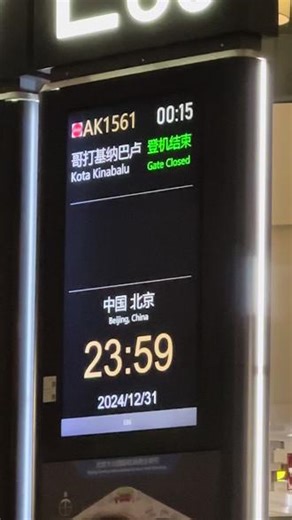 AK1561 00:15
哥打基纳巴卢 登机结束
Kota Kinabalu Gate Closed
中国 北京
Beijing, China
23:59
2024/12/31